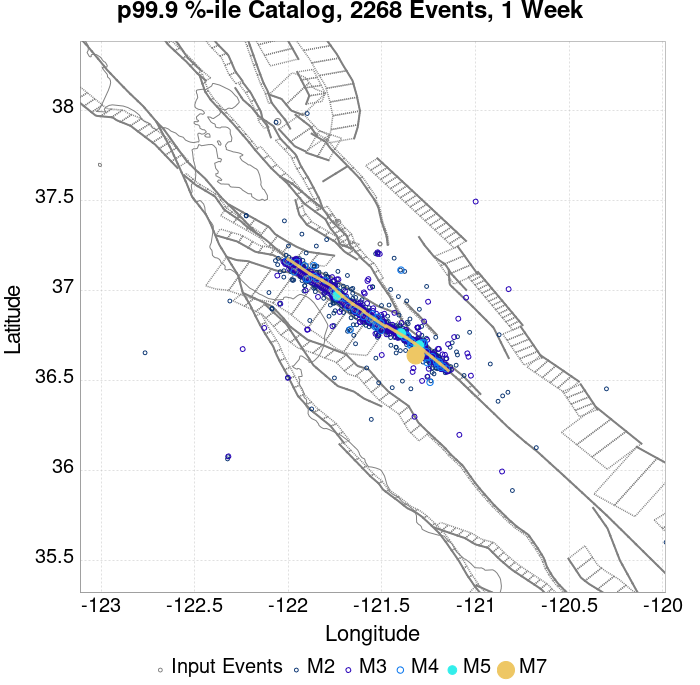 p99.9 %-ile Catalog, 2268 Events, 1 Week
Latitude
38
37.5
37
36.5
36
35.5
-123 -122.5 -122 -121.5 -121 -120.5 -120
Longitude
Input Events M2 M3 M4 M5 M7